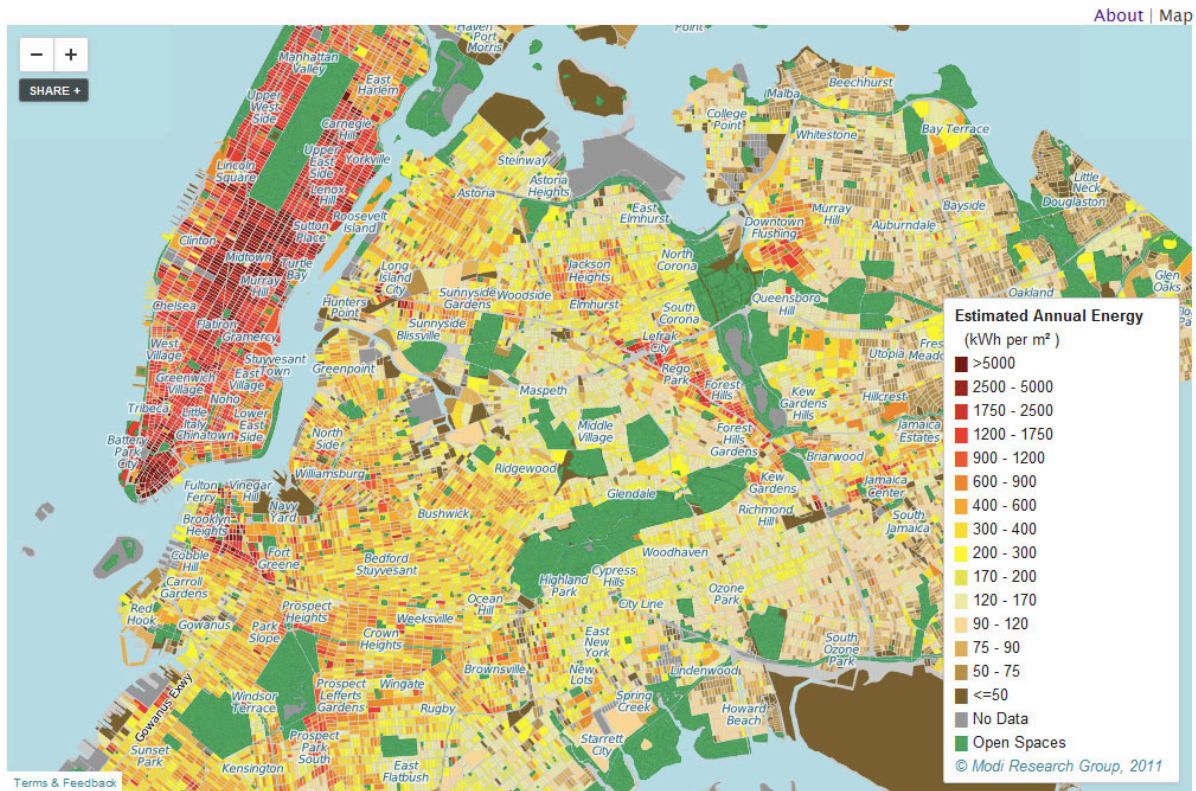 About | Map
− +
SHARE +
Haven
Port
Morris
Point
Manhattan
Valley
East
Harlem
Upper
West
Side
Carnegie
Hill
Upper
East
Side
Yorkville
Lincoln
Square
Lenox
Hill
Roosevelt
Island
Sutton
Place
Clinton
Midtown
Turtle
Bay
Murray
Hill
Chelsea
Flatiron
Gramercy
West
Village
Stuyvesant
Town
Greenwich
Village
East
Village
Noho
Tribeca
Little
Italy
Lower
East
Side
Chinatown
Battery
Park
City
Steinway
Astoria
Astoria
Heights
East
Elmhurst
College
Point
Malba
Beechhurst
Whitestone
Bay Terrace
Little
Neck
Douglaston
Bayside
Auburndale
Murray
Hill
Downtown
Flushing
North
Corona
Jackson
Heights
Elmhurst
Long
Island
City
Hunters
Point
Sunnyside
Gardens
Woodside
Sunnyside
Blissville
Greenpoint
South
Corona
Queensboro
Hill
Lefrak
City
Rego
Park
Forest
Hills
Oakland
Glen
Oaks
Utopia
Hillcrest
Kew
Gardens
Hills
Jamaica
Estates
Maspeth
Middle
Village
Forest
Hills
Gardens
Briarwood
Kew
Gardens
Jamaica
Center
South
Jamaica
Richmond
Hill
North
Side
Williamsburg
Ridgewood
Glendale
Bushwick
Fulton
Ferry
Vinegar
Hill
Navy
Yard
Brooklyn
Heights
Cobble
Hill
Fort
Greene
Bedford
Stuyvesant
Carroll
Gardens
Red
Hook
Gowanus
Park
Slope
Prospect
Heights
Crown
Heights
Weeksville
Ocean
Hill
Highland
Park
Cypress
Hills
Woodhaven
City Line
Ozone
Park
South
Ozone
Park
East
New
York
New
Lots
Lindenwood
Howard
Beach
Spring
Creek
Starrett
City
Brownsville
Wingate
Rugby
Prospect
Lefferts
Gardens
Windsor
Terrace
Gowanus Exwy
Sunset
Park
Kensington
Prospect
Park
South
East
Flatbush
Estimated Annual Energy
(kWh per m² )
>5000
2500 - 5000
1750 - 2500
1200 - 1750
900 - 1200
600 - 900
400 - 600
300 - 400
200 - 300
170 - 200
120 - 170
90 - 120
75 - 90
50 - 75
<=50
No Data
Open Spaces
© Modi Research Group, 2011
Terms & Feedback